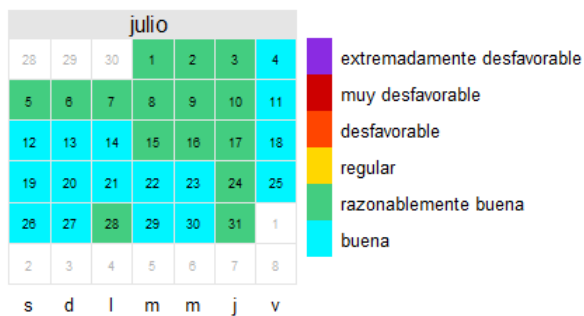 julio
28 29 30 1 2 3 4
5 6 7 8 9 10 11
12 13 14 15 16 17 18
19 20 21 22 23 24 25
26 27 28 29 30 31 1
2 3 4 5 6 7 8
s d l m m j v
extremadamente desfavorable
muy desfavorable
desfavorable
regular
razonablemente buena
buena